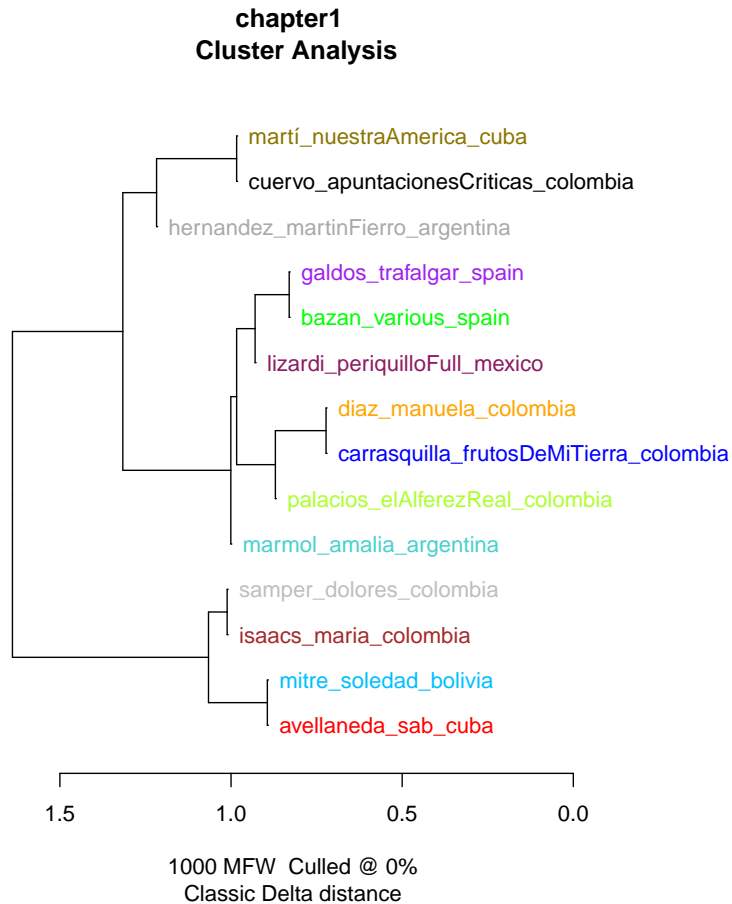 chapter1
Cluster Analysis
martí_nuestraAmerica_cuba
cuervo_apuntacionesCriticas_colombia
hernandez_martinFierro_argentina
galdos_trafalgar_spain
bazan_various_spain
lizardi_periquilloFull_mexico
diaz_manuela_colombia
carrasquilla_frutosDeMiTierra_colombia
palacios_elAlferezReal_colombia
marmol_amalia_argentina
samper_dolores_colombia
isaacs_maria_colombia
mitre_soledad_bolivia
avellaneda_sab_cuba
1.5 1.0 0.5 0.0
1000 MFW Culled @ 0%
Classic Delta distance